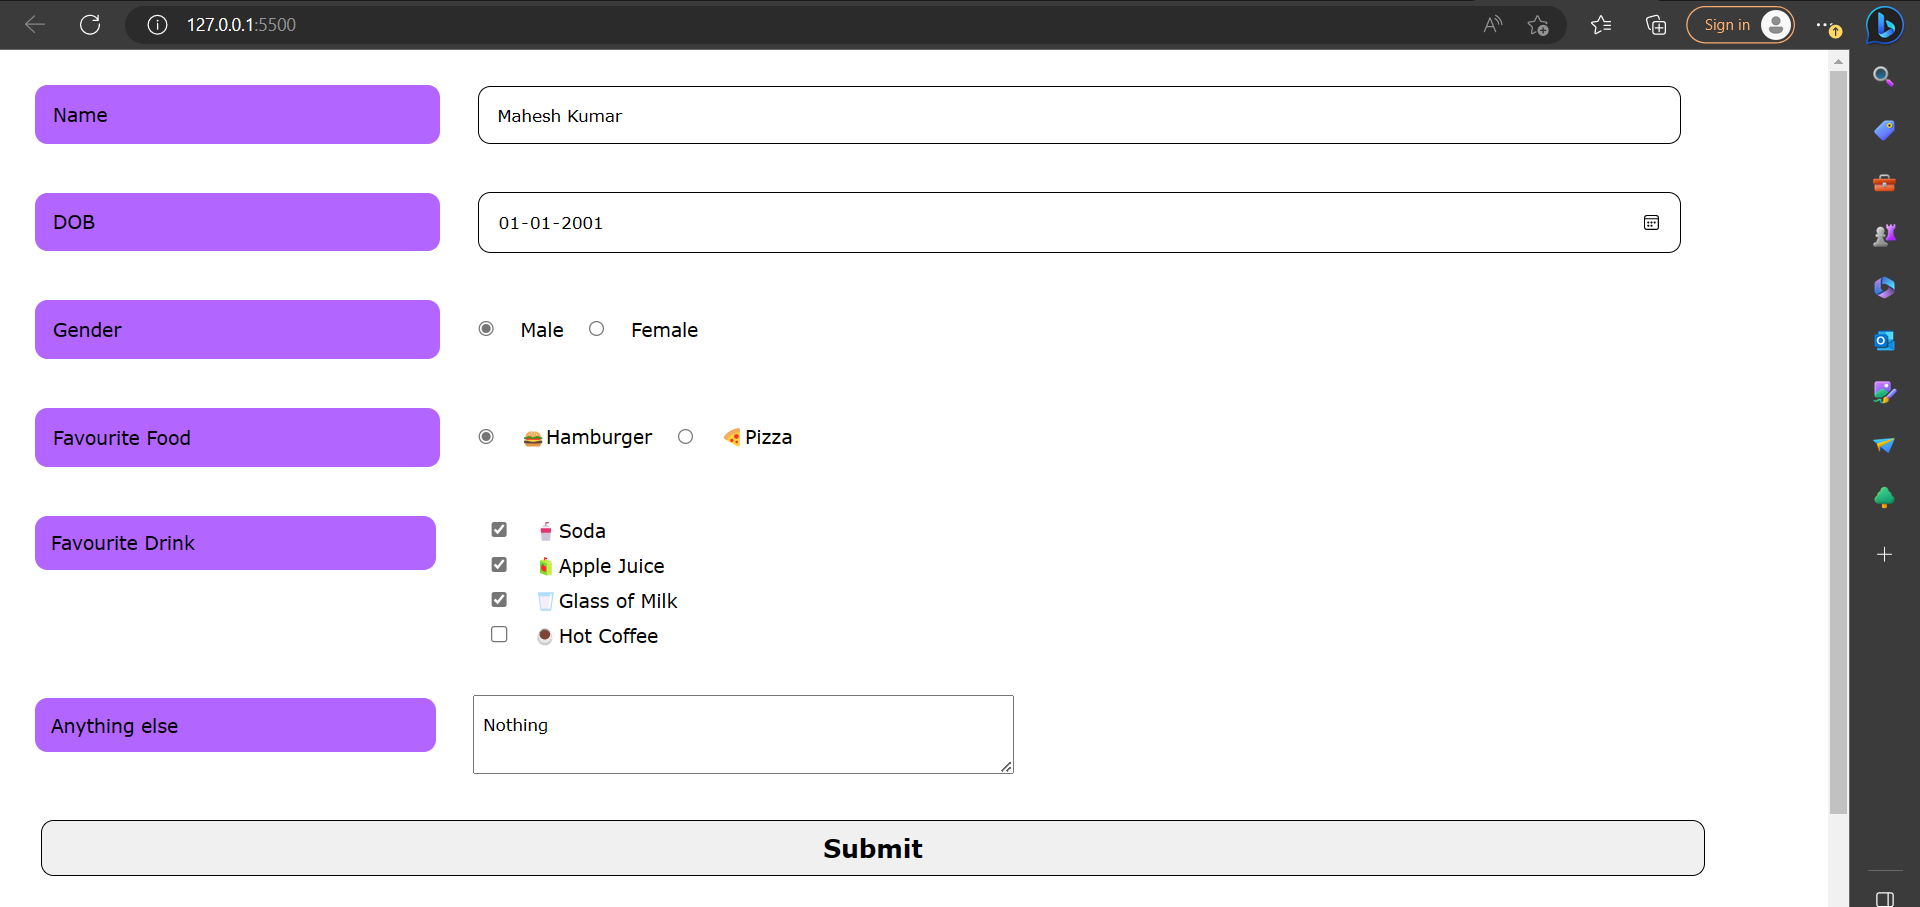 127.0.0.1:5500
Sign in
Name Mahesh Kumar
DOB 01-01-2001
Gender Male Female
Favourite Food 🍔Hamburger 🍕Pizza
Favourite Drink 🥤Soda
🧃Apple Juice
🥛Glass of Milk
☕Hot Coffee
Anything else Nothing
Submit